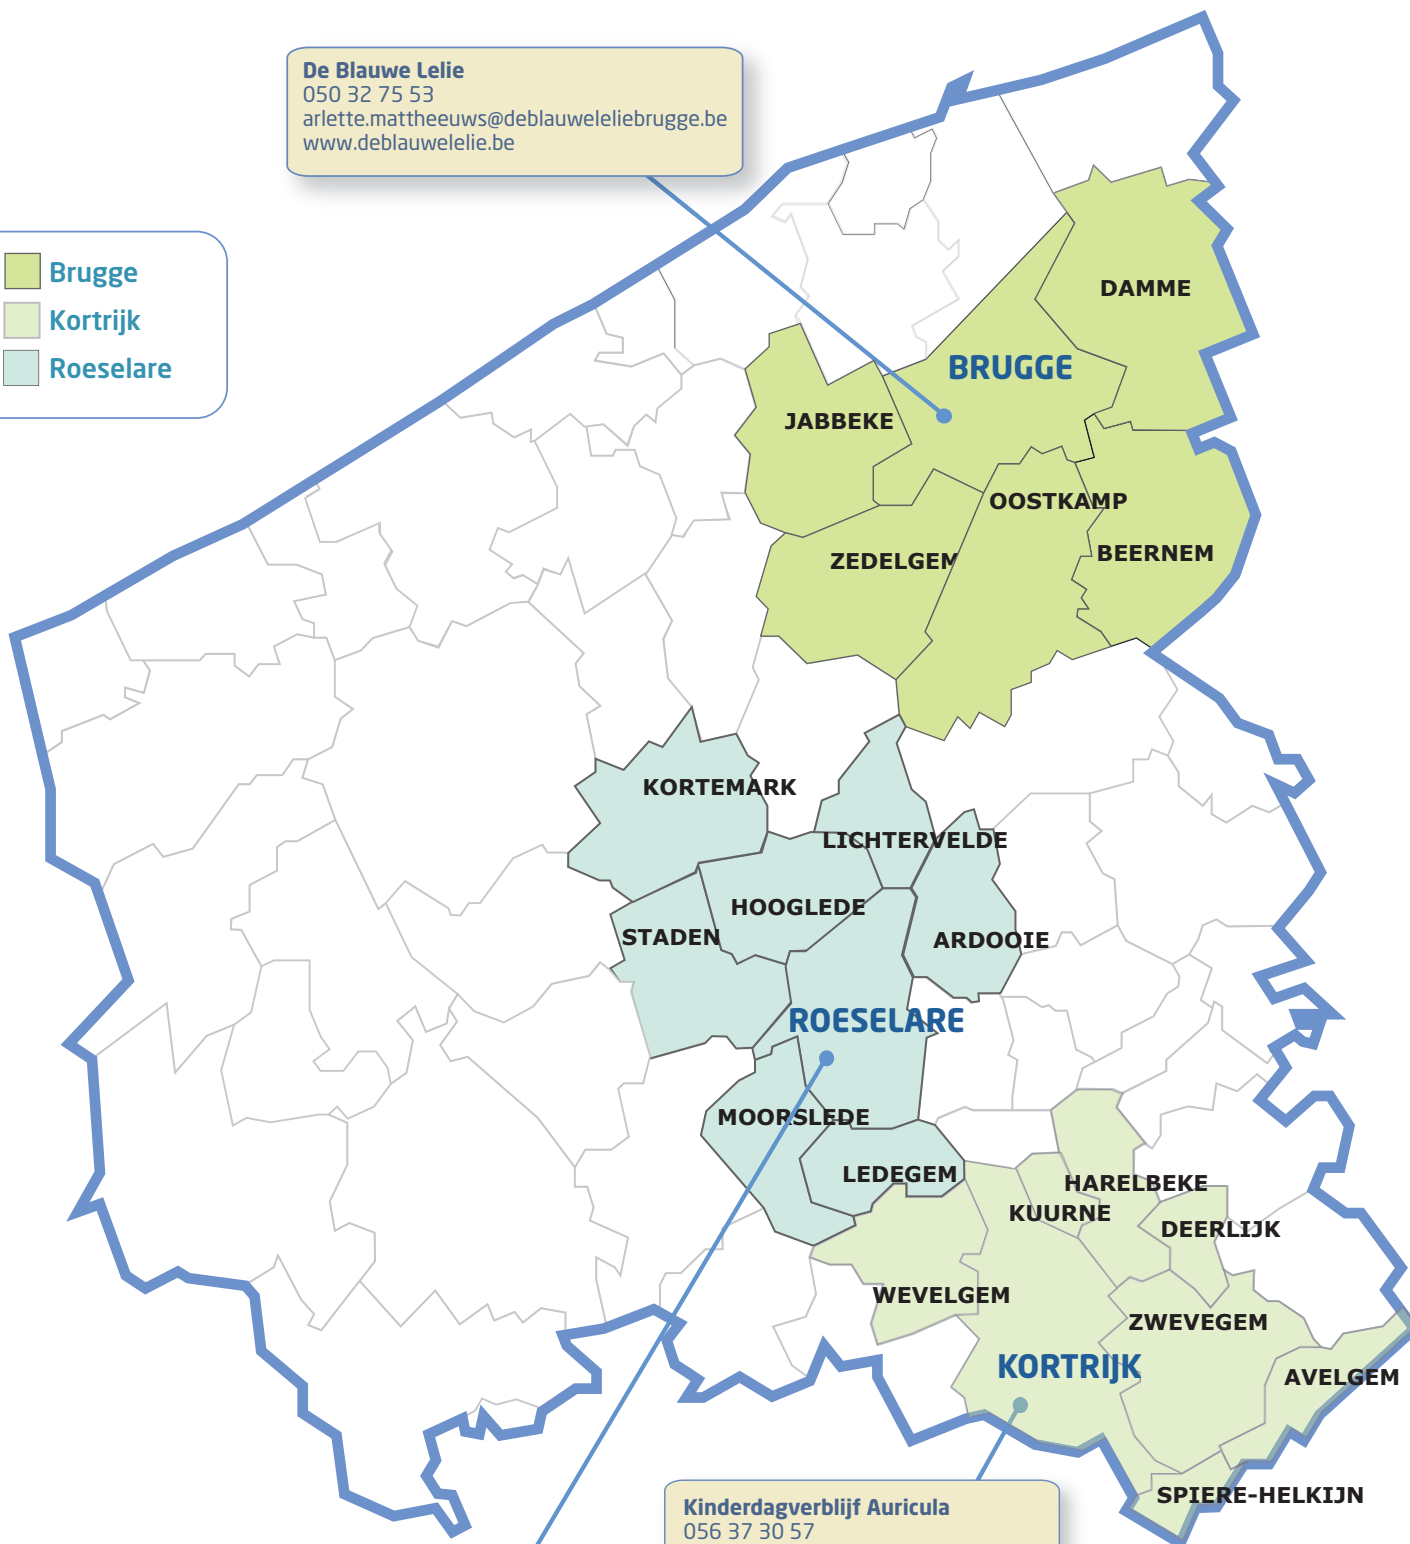 De Blauwe Lelie
050 32 75 53
arlette.mattheeuws@deblauweleliebrugge.be
www.deblauwelelie.be
Brugge
Kortrijk
Roeselare
DAMME
BRUGGE
JABBEKE
OOSTKAMP
ZEDELGEM
BEERNEM
KORTEMARK
LICHTERVELDE
HOOGLEDE
STADEN
ARDOOIE
ROESELARE
MOORSLEDE
LEDEGEM
HARELBEKE
KUURNE
DEERLIJK
WEVELGEM
ZWEVEGEM
KORTRIJK
AVELGEM
SPIERE-HELKIJN
Kinderdagverblijf Auricula
056 37 30 57